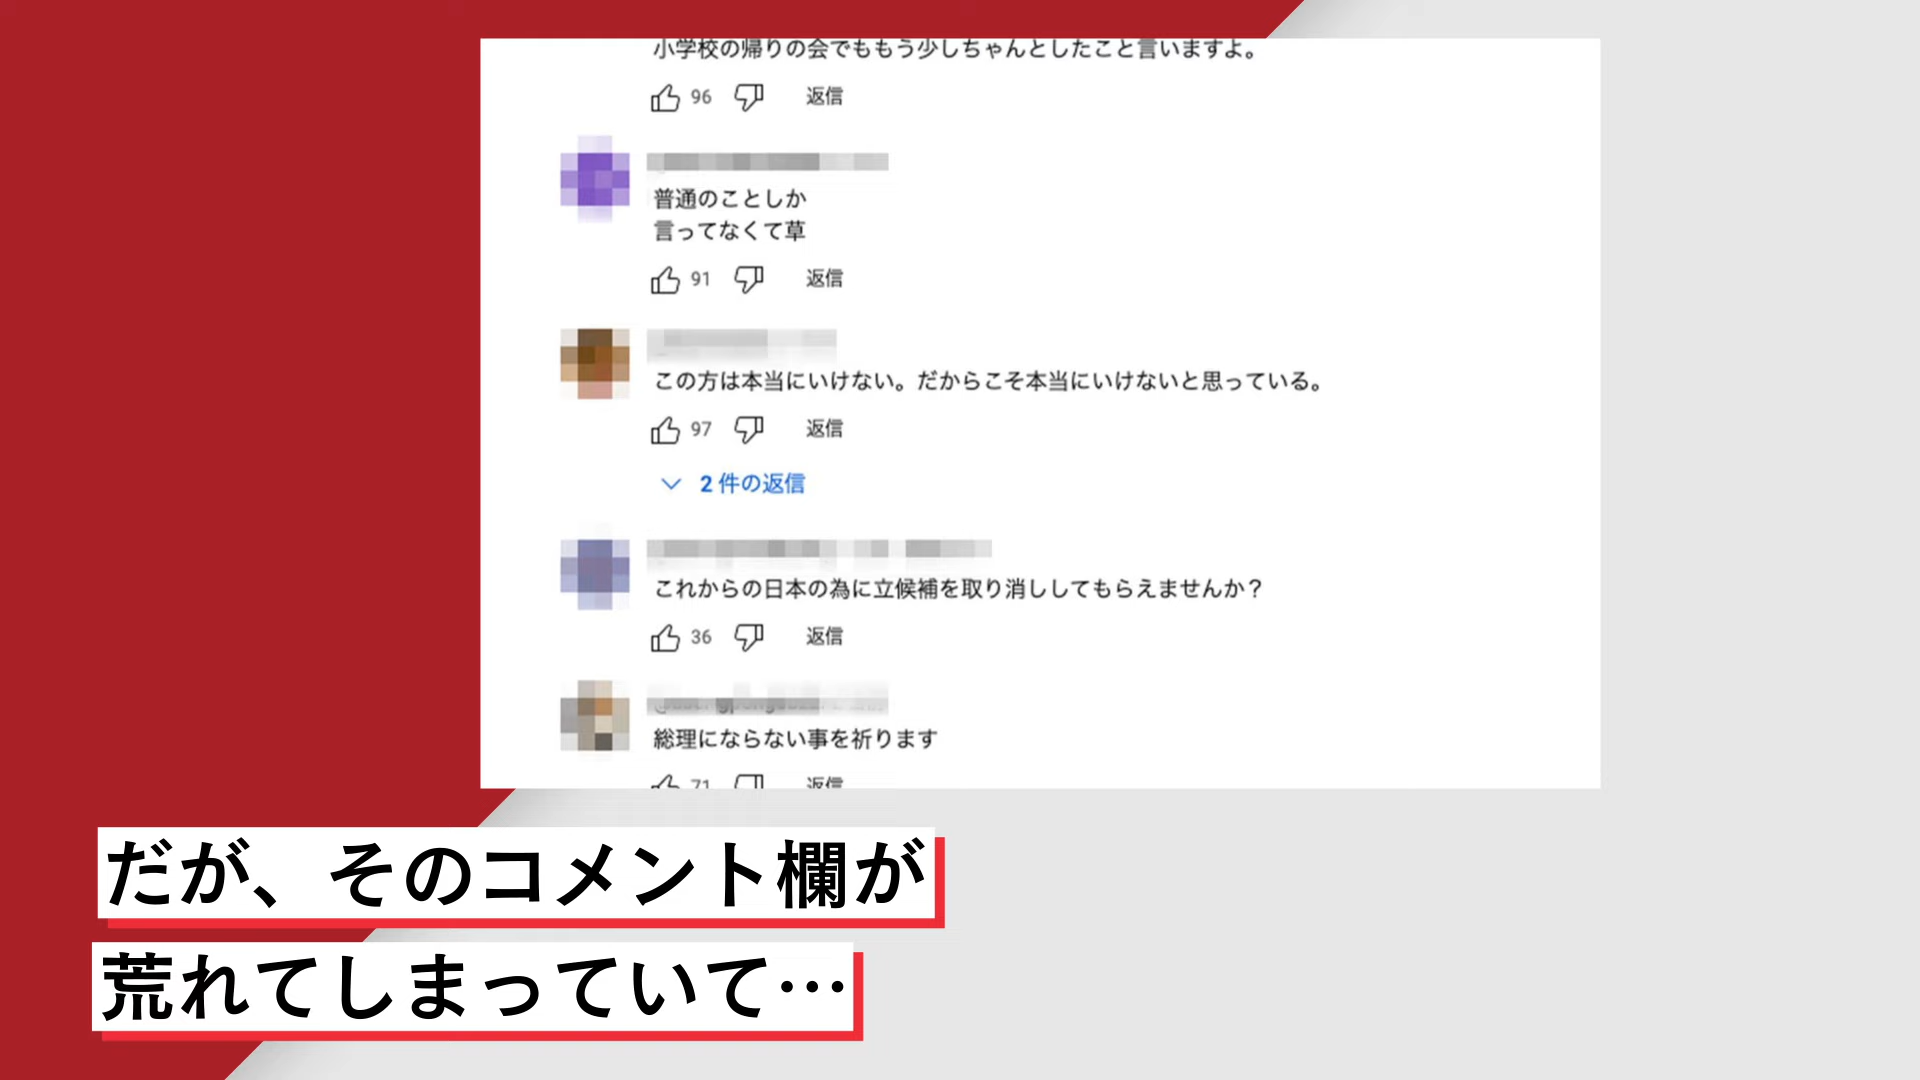 小学校の帰りの会でももう少しちゃんとしたこと言いますよ。
96 返信
普通のことしか
言ってなくて草
91 返信
この方は本当にいけない。だからこそ本当にいけないと思っている。
97 返信
2 件の返信
これからの日本の為に立候補を取り消ししてもらえませんか？
36 返信
総理にならない事を祈ります
71 返信
だが、そのコメント欄が
荒れてしまっていて…